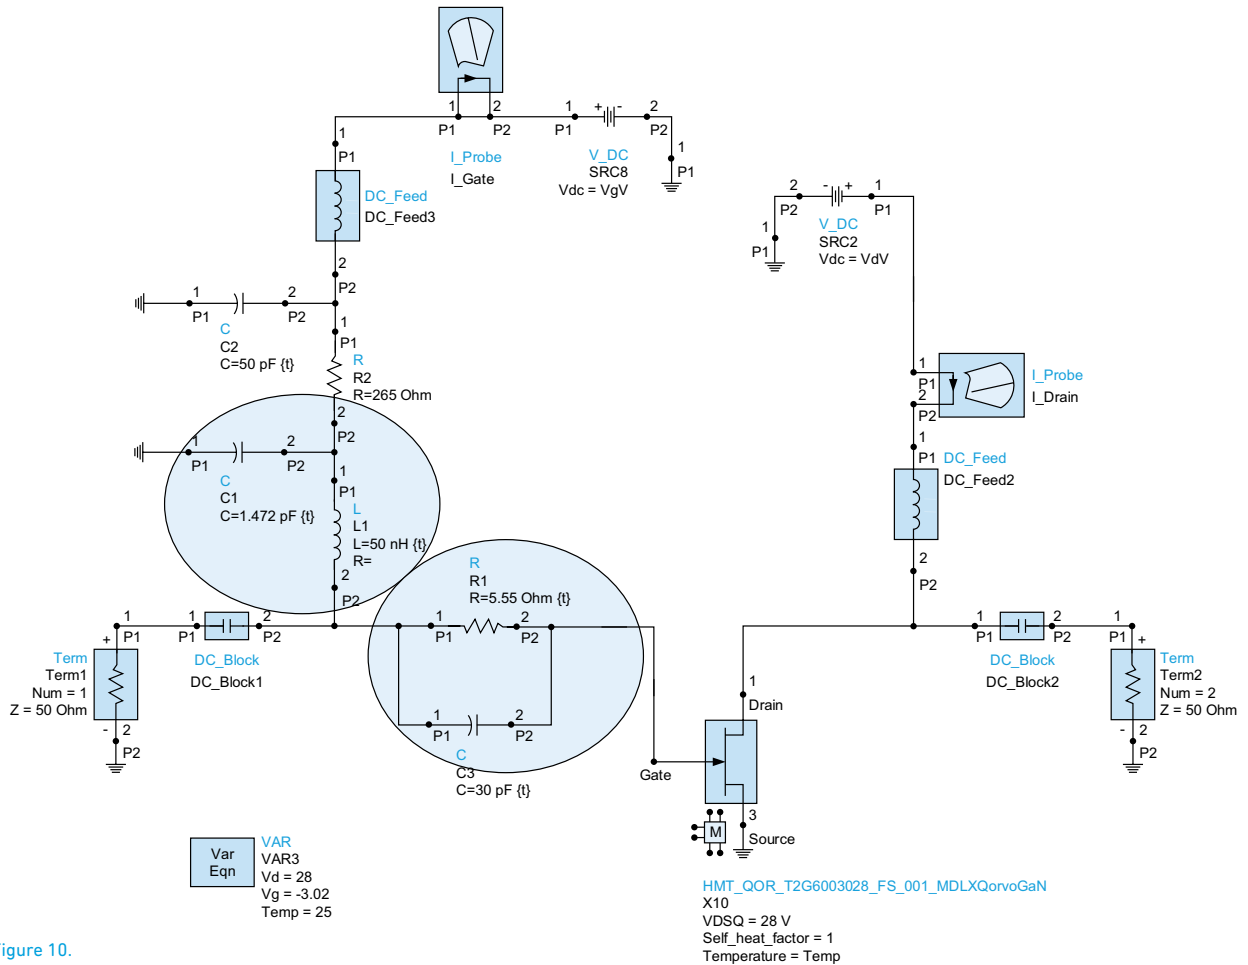 1 2
P1 P2
I_Probe
I_Gate
1 + - 2
P1 P2
V_DC
SRC8
Vdc = VgV
1
P1
1
P1
DC_Feed
DC_Feed3
2
P2
1 2
P1 P2
C
C2
C=50 pF {t}
1
P1
R
R2
R=265 Ohm
2
P2
1 2
P1 P2
C
C1
C=1.472 pF {t}
1
P1
L
L1
L=50 nH {t}
R=
2
P2
2 - + 1
P2 P1
V_DC
SRC2
Vdc = VdV
1
P1
1
P1
2
P2
I_Probe
I_Drain
1
P1
DC_Feed
DC_Feed2
2
P2
1
P1
+
Term
Term1
Num = 1
Z = 50 Ohm
- 2
P2
1 2
P1 P2
DC_Block
DC_Block1
R
R1
R=5.55 Ohm {t}
1 2
P1 P2
1 2
P1 P2
C
C3
C=30 pF {t}
Gate
1
Drain
3
Source
M
1 2
P1 P2
DC_Block
DC_Block2
1
P1
+
Term
Term2
Num = 2
Z = 50 Ohm
- 2
P2
Var
Eqn
VAR
VAR3
Vd = 28
Vg = -3.02
Temp = 25
HMT_QOR_T2G6003028_FS_001_MDLXQorvoGaN
X10
VDSQ = 28 V
Self_heat_factor = 1
Temperature = Temp
igure 10.